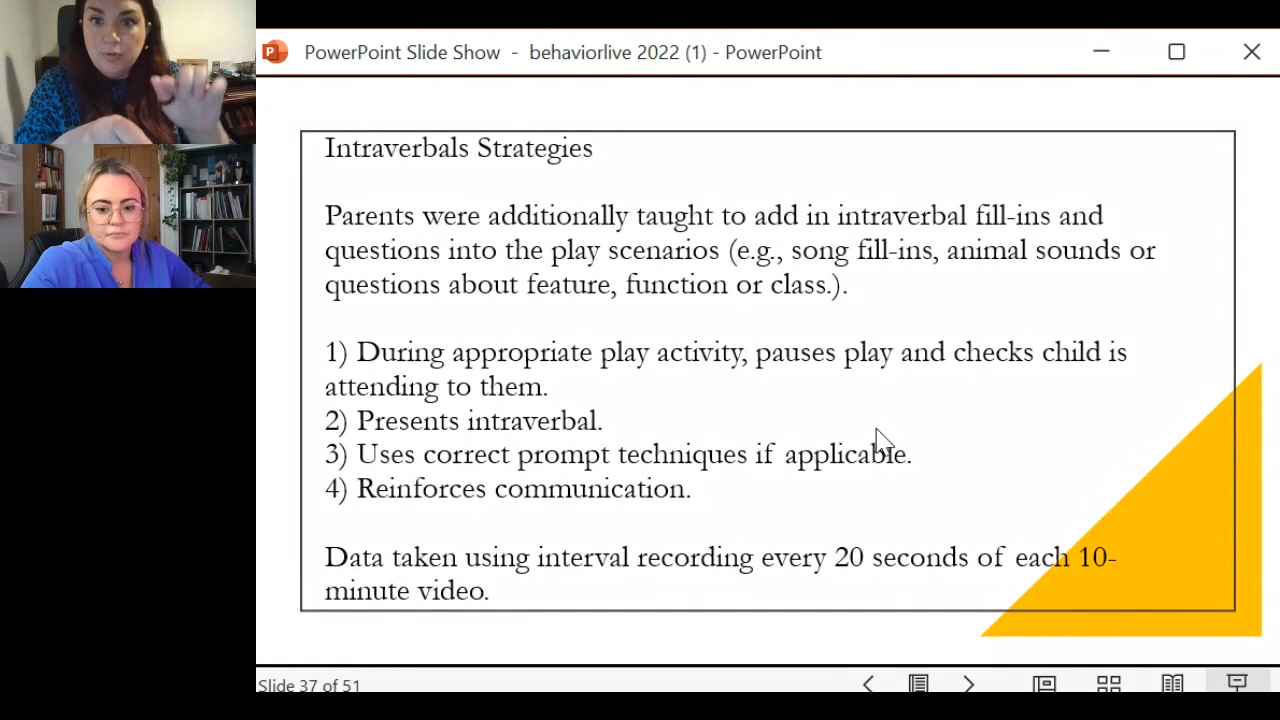 PowerPoint Slide Show - behaviorlive 2022 (1) - PowerPoint
Intraverbals Strategies
Parents were additionally taught to add in intraverbal fill-ins and
questions into the play scenarios (e.g., song fill-ins, animal sounds or
questions about feature, function or class.).
1) During appropriate play activity, pauses play and checks child is
attending to them.
2) Presents intraverbal.
3) Uses correct prompt techniques if applicable.
4) Reinforces communication.
Data taken using interval recording every 20 seconds of each 10-
minute video.
Slide 37 of 51